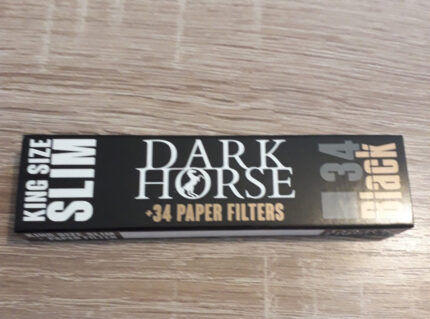 KING SIZE
SLIM
DARK
HORSE
+34 PAPER FILTERS
34
Black